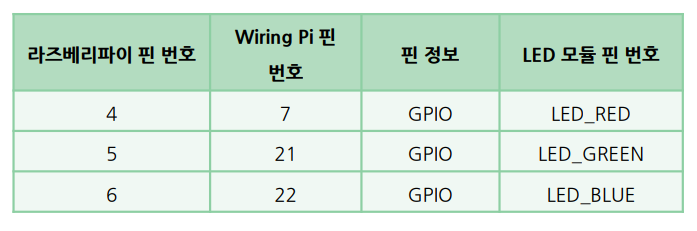 라즈베리파이 핀 번호 Wiring Pi 핀 번호 핀 정보 LED 모듈 핀 번호
4 7 GPIO LED_RED
5 21 GPIO LED_GREEN
6 22 GPIO LED_BLUE